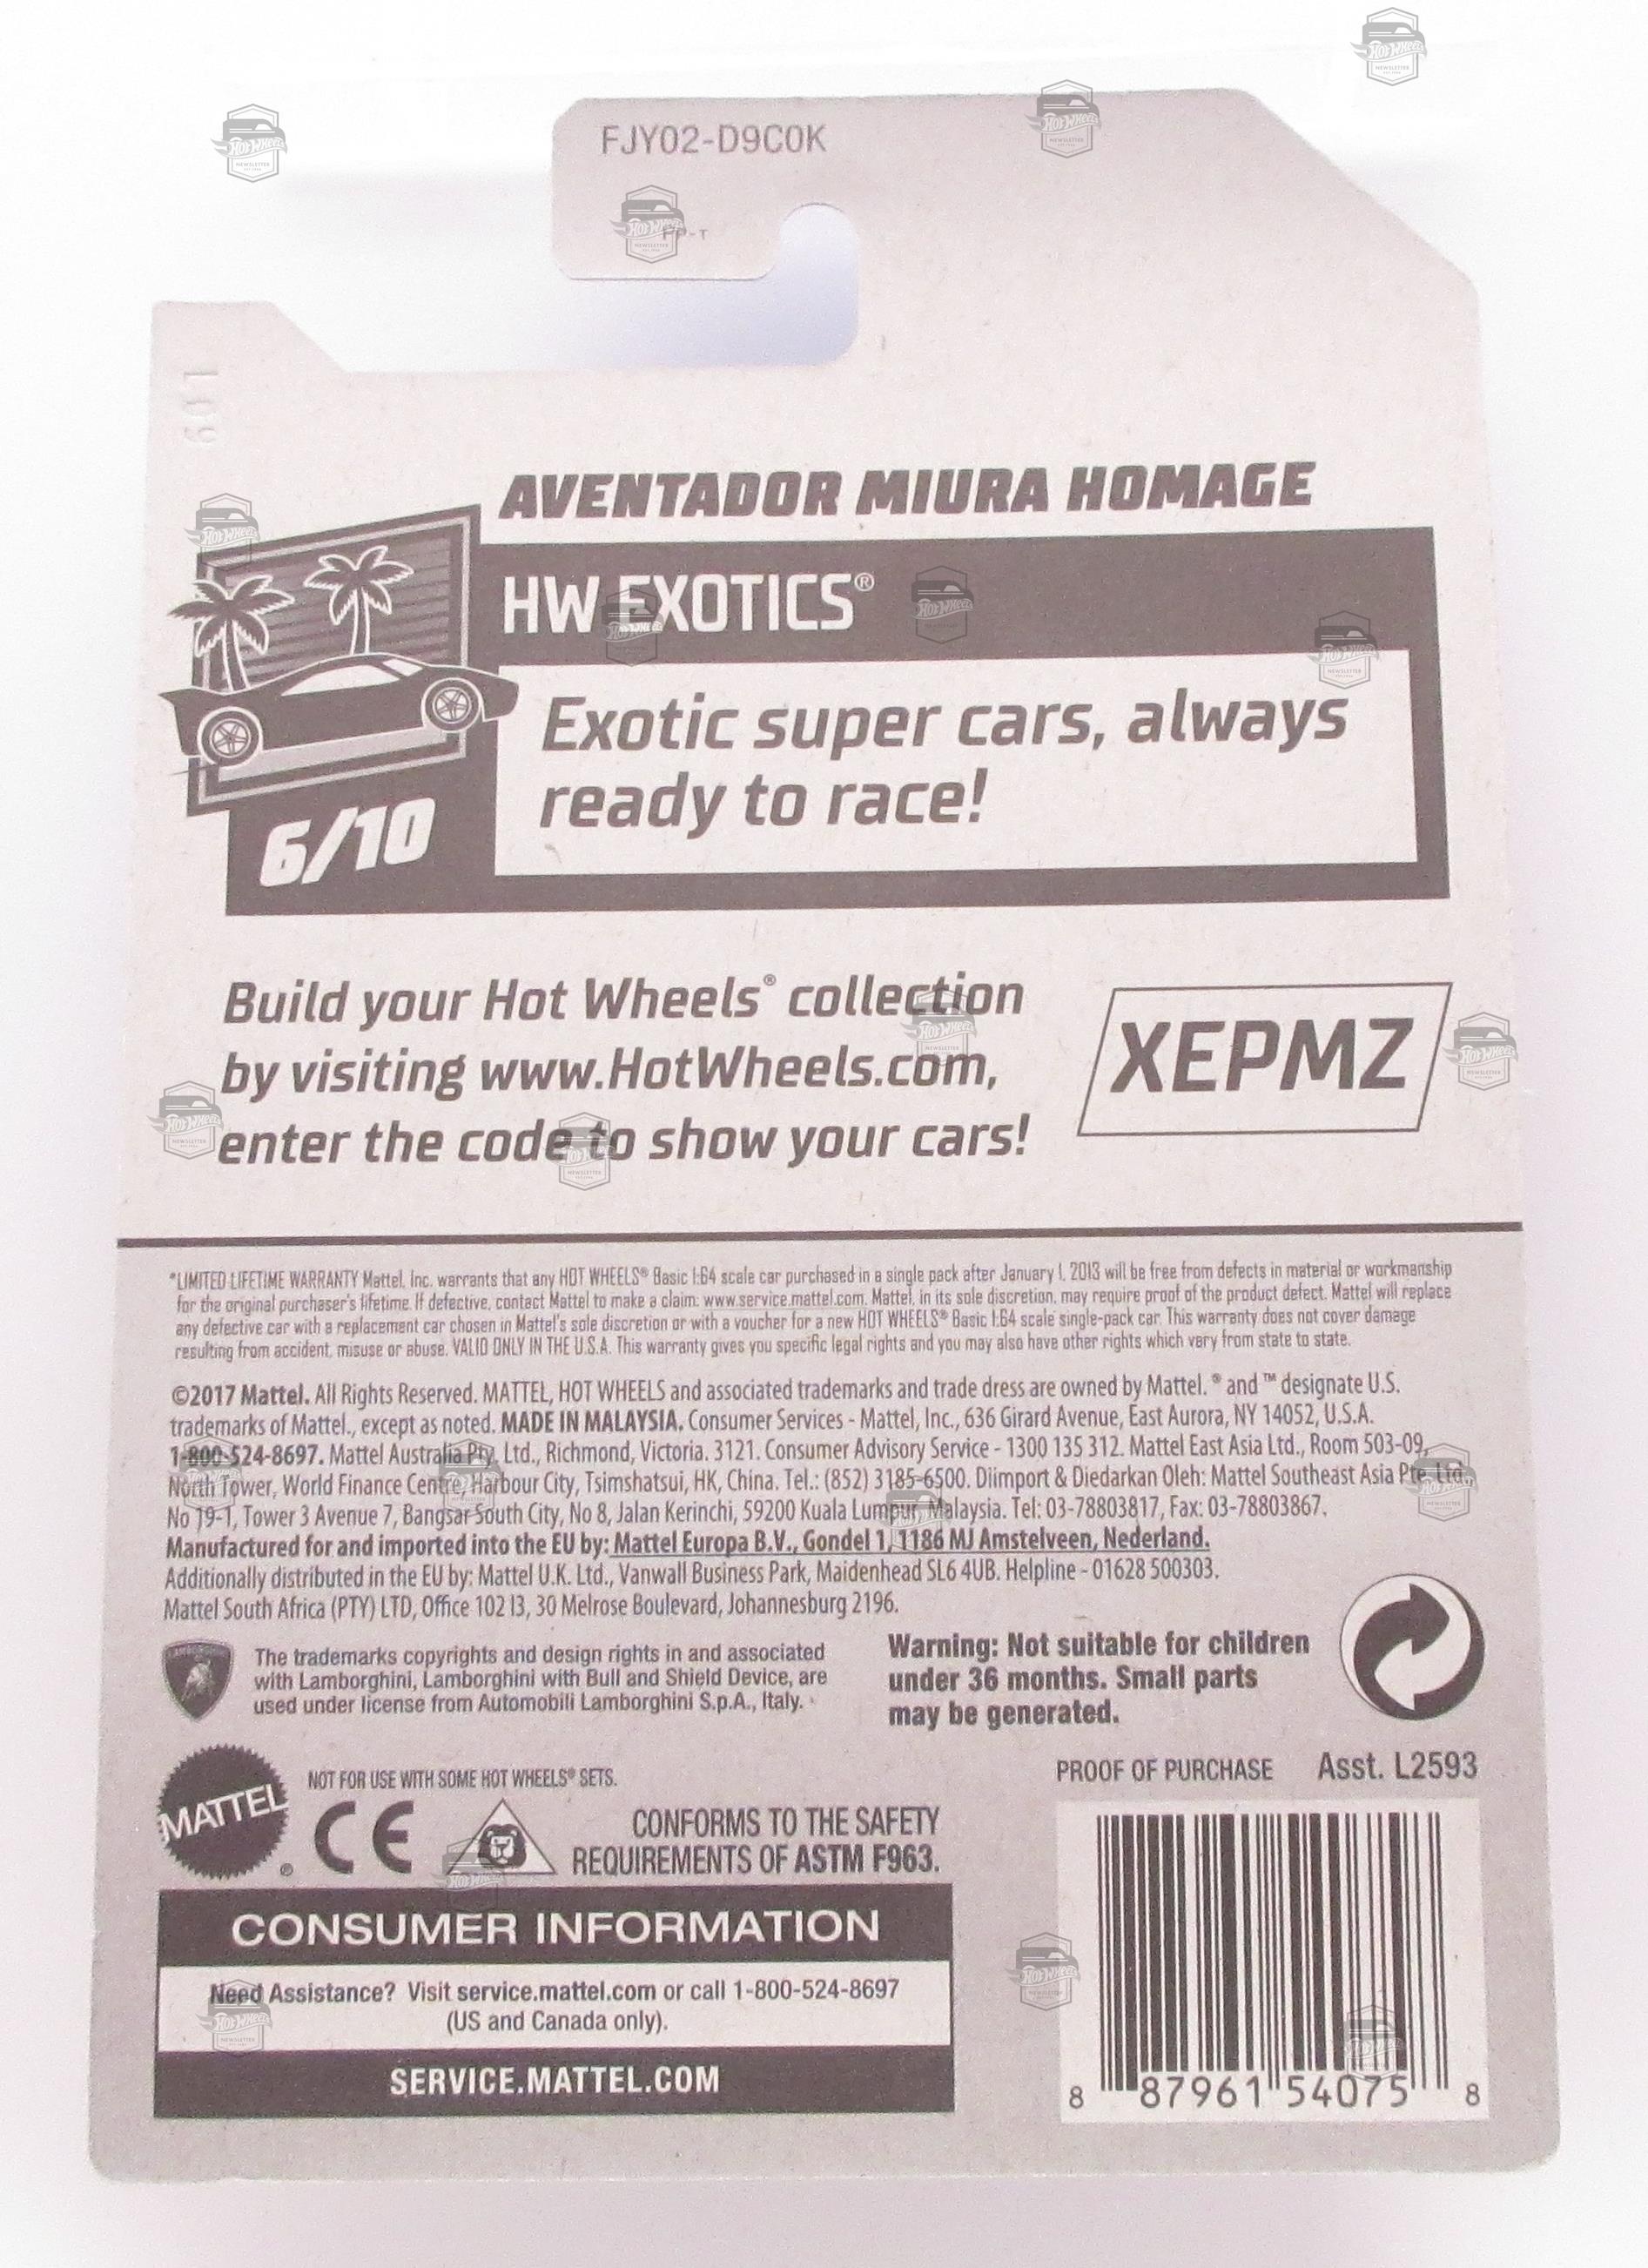 FJY02-D9C0K
AVENTADOR MIURA HOMAGE
HW EXOTICS®
Exotic super cars, always
ready to race!
6/10
Build your Hot Wheels® collection
by visiting www.HotWheels.com,
enter the code to show your cars!
XEPMZ
*LIMITED LIFETIME WARRANTY Mattel, Inc. warrants that any HOT WHEELS® Basic 1:64 scale car purchased in a single pack after January 1, 2013 will be free from defects in material or workmanship
for the original purchaser's lifetime. If defective, contact Mattel to make a claim: www.service.mattel.com. Mattel, in its sole discretion, may require proof of the product defect. Mattel will replace
any defective car with a replacement car chosen in Mattel's sole discretion or with a voucher for a new HOT WHEELS® Basic 1:64 scale single-pack car. This warranty does not cover damage
resulting from accident, misuse or abuse. VALID ONLY IN THE U.S.A. This warranty gives you specific legal rights and you may also have other rights which vary from state to state.
©2017 Mattel. All Rights Reserved. MATTEL, HOT WHEELS and associated trademarks and trade dress are owned by Mattel. ® and ™ designate U.S.
trademarks of Mattel., except as noted. MADE IN MALAYSIA. Consumer Services - Mattel, Inc., 636 Girard Avenue, East Aurora, NY 14052, U.S.A.
1-800-524-8697. Mattel Australia Pty. Ltd., Richmond, Victoria. 3121. Consumer Advisory Service - 1300 135 312. Mattel East Asia Ltd., Room 503-09,
North Tower, World Finance Centre, Harbour City, Tsimshatsui, HK, China. Tel.: (852) 3185-6500. Diimport & Diedarkan Oleh: Mattel Southeast Asia Pte. Ltd.,
No 19-1, Tower 3 Avenue 7, Bangsar South City, No 8, Jalan Kerinchi, 59200 Kuala Lumpur, Malaysia. Tel: 03-78803817, Fax: 03-78803867.
Manufactured for and imported into the EU by: Mattel Europa B.V., Gondel 1, 1186 MJ Amstelveen, Nederland.
Additionally distributed in the EU by: Mattel U.K. Ltd., Vanwall Business Park, Maidenhead SL6 4UB. Helpline - 01628 500303.
Mattel South Africa (PTY) LTD, Office 102 I3, 30 Melrose Boulevard, Johannesburg 2196.
The trademarks copyrights and design rights in and associated
with Lamborghini, Lamborghini with Bull and Shield Device, are
used under license from Automobili Lamborghini S.p.A., Italy.
Warning: Not suitable for children
under 36 months. Small parts
may be generated.
MATTEL®
NOT FOR USE WITH SOME HOT WHEELS® SETS.
CE
CONFORMS TO THE SAFETY
REQUIREMENTS OF ASTM F963.
PROOF OF PURCHASE Asst. L2593
CONSUMER INFORMATION
Need Assistance? Visit service.mattel.com or call 1-800-524-8697
(US and Canada only).
SERVICE.MATTEL.COM
8 87961 54075 8
HOT WHEELS
NEWSLETTER